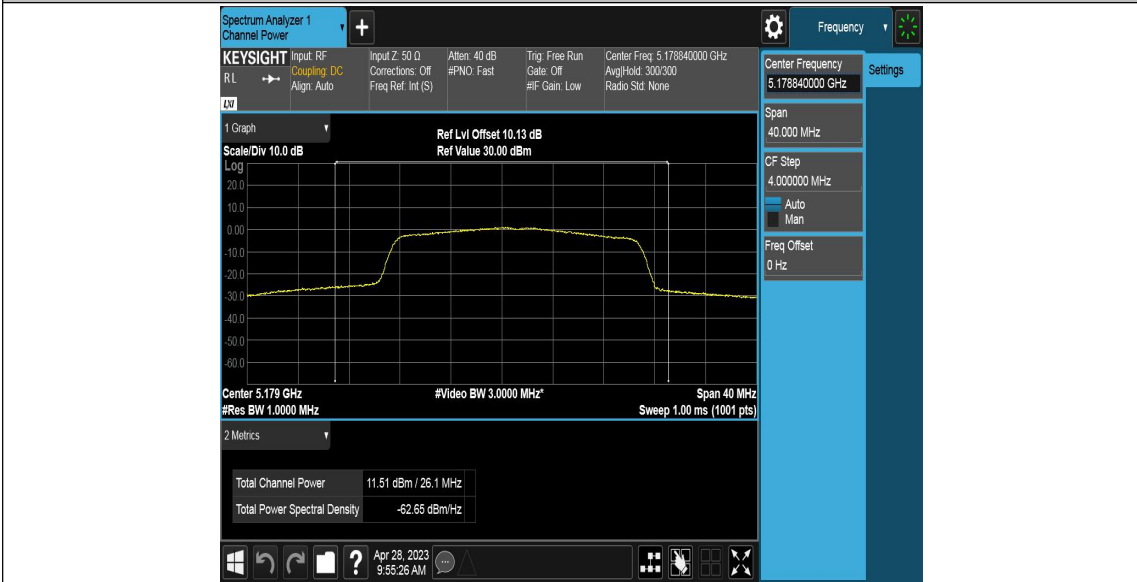 Spectrum Analyzer 1
Channel Power
+
Frequency
KEYSIGHT
RL
LXI
Input: RF
Coupling: DC
Align: Auto
Input Z: 50 Ω
Corrections: Off
Freq Ref: Int (S)
Atten: 40 dB
#PNO: Fast
Trig: Free Run
Gate: Off
#IF Gain: Low
Center Freq: 5.178840000 GHz
Avg|Hold: 300/300
Radio Std: None
Center Frequency
5.178840000 GHz
Settings
Span
40.000 MHz
CF Step
4.000000 MHz
Auto
Man
Freq Offset
0 Hz
1 Graph
Scale/Div 10.0 dB
Ref Lvl Offset 10.13 dB
Ref Value 30.00 dBm
Log
20.0
10.0
0.00
-10.0
-20.0
-30.0
-40.0
-50.0
-60.0
Center 5.179 GHz
#Video BW 3.0000 MHz*
Span 40 MHz
#Res BW 1.0000 MHz
Sweep 1.00 ms (1001 pts)
2 Metrics
Total Channel Power 11.51 dBm / 26.1 MHz
Total Power Spectral Density -62.65 dBm/Hz
?
Apr 28, 2023
9:55:26 AM